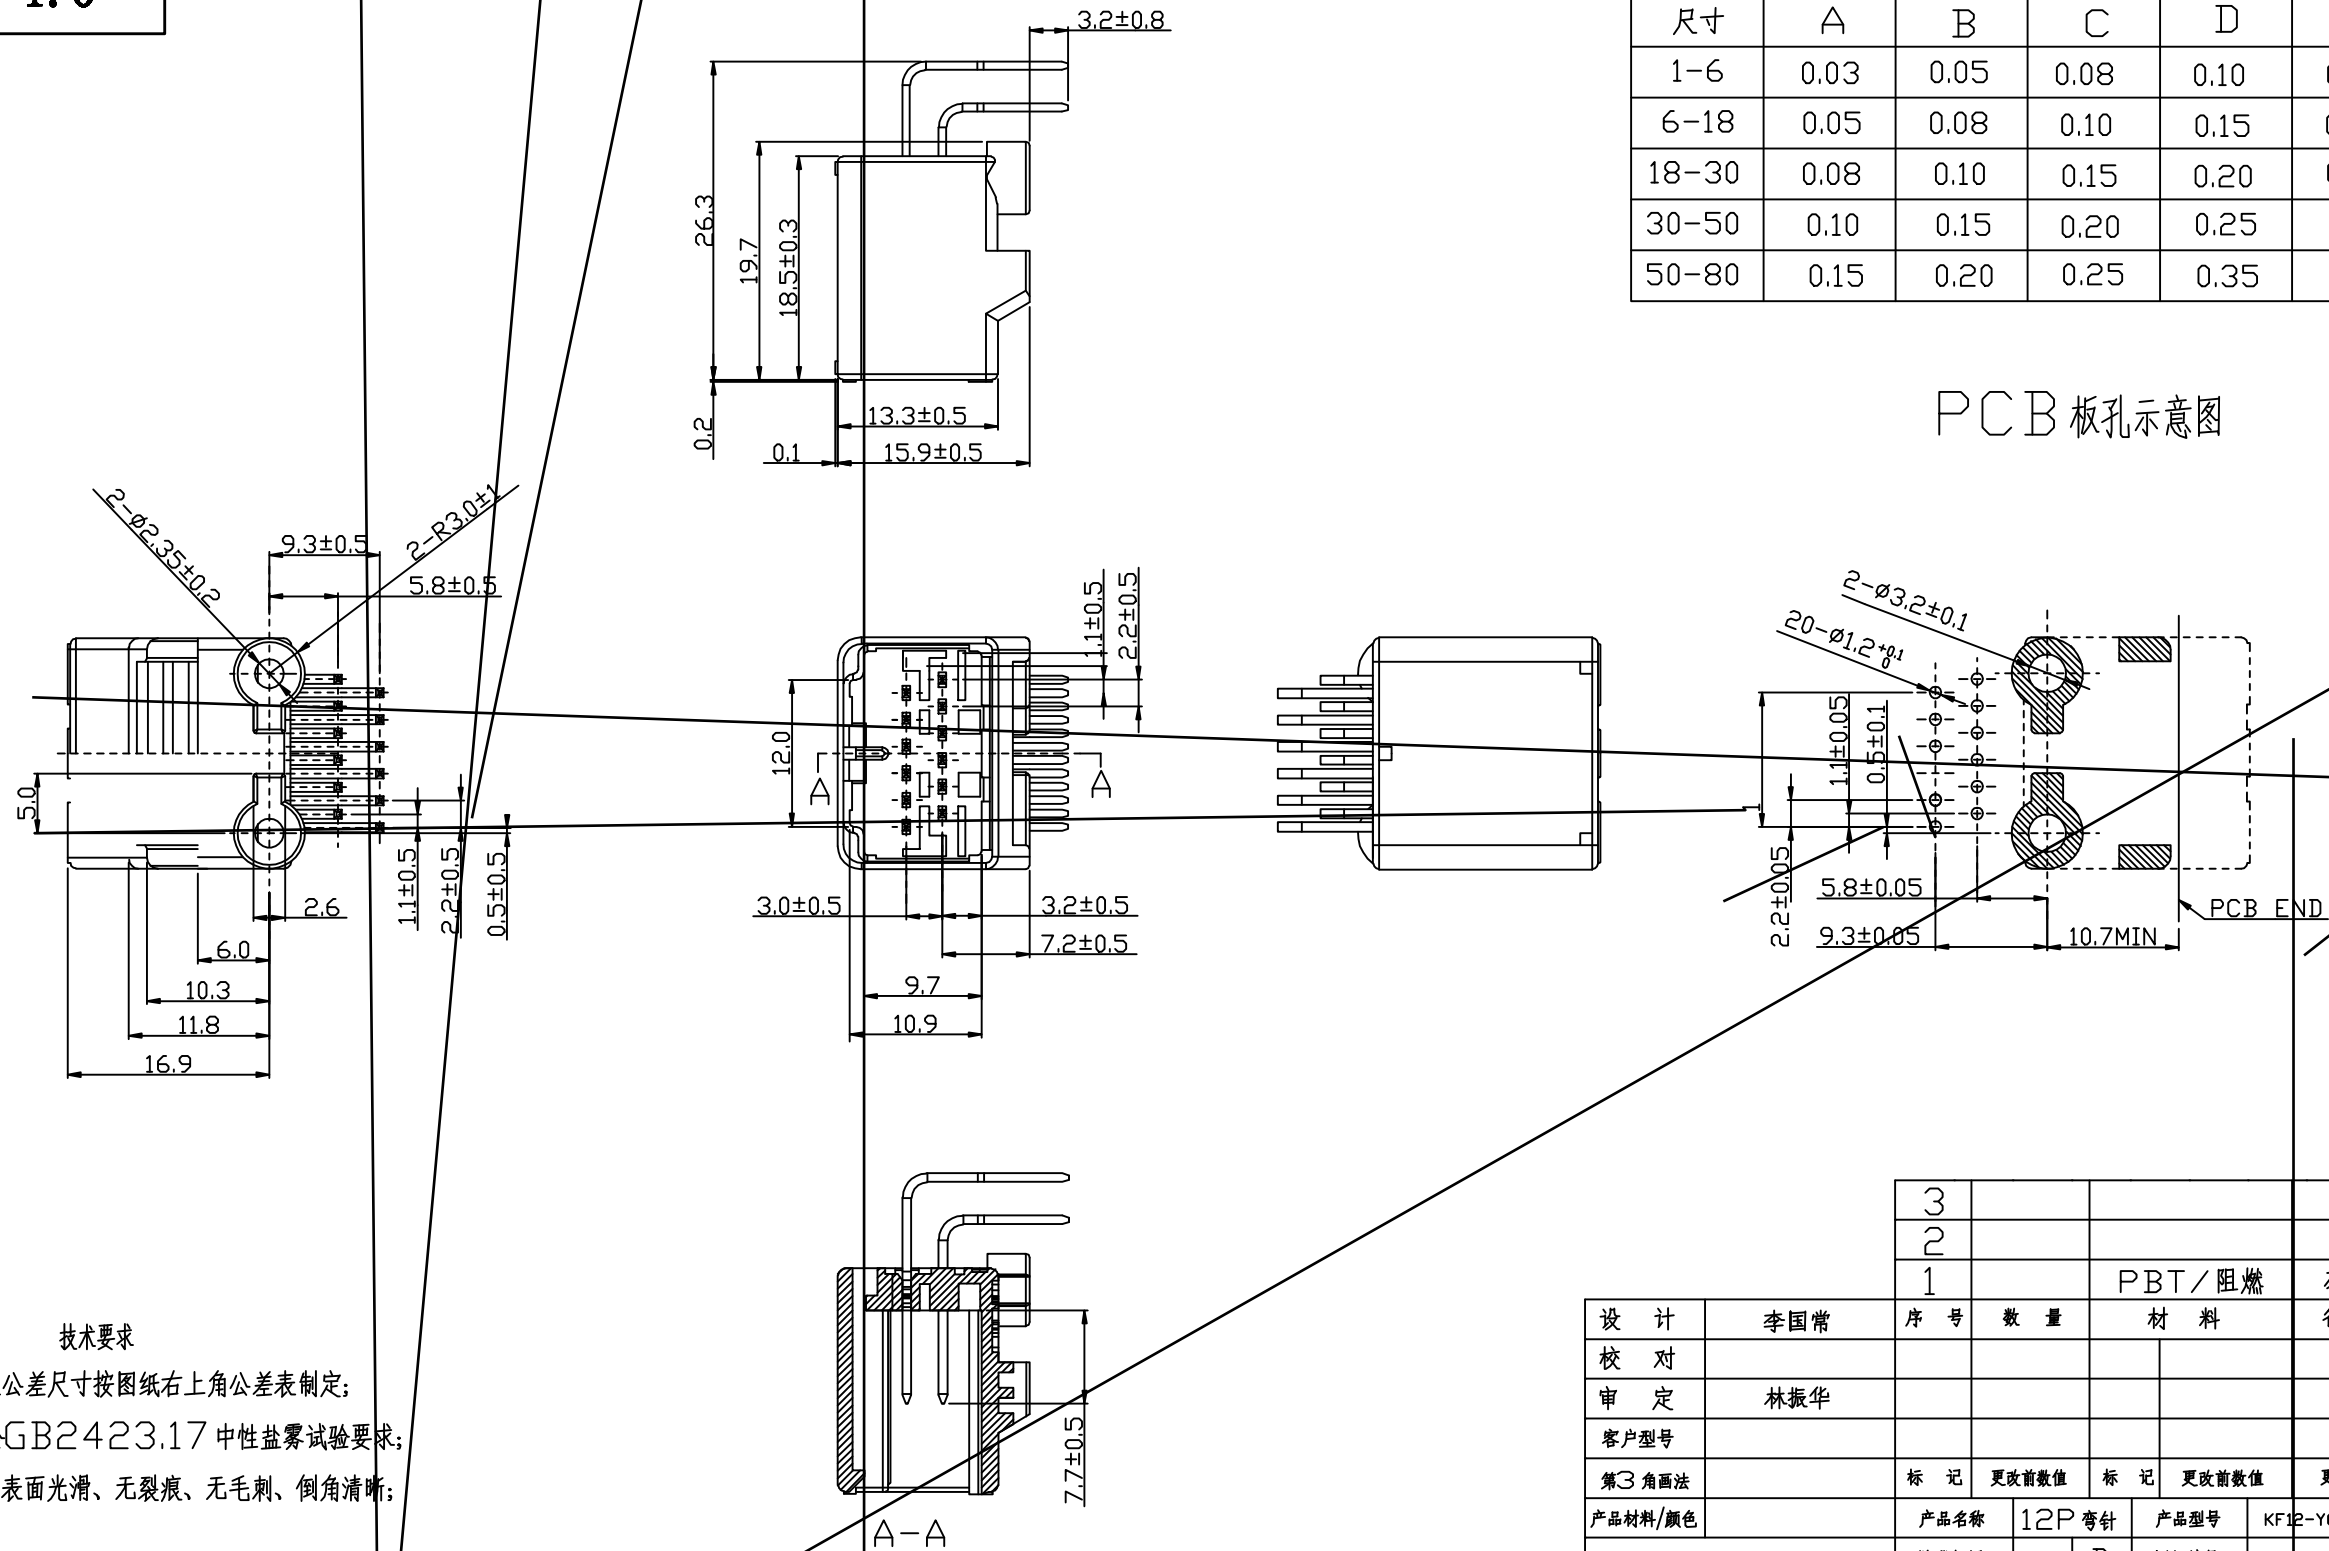 1.0
3.2±0.8
尺寸 A B C D
1-6 0.03 0.05 0.08 0.10
6-18 0.05 0.08 0.10 0.15
18-30 0.08 0.10 0.15 0.20
30-50 0.10 0.15 0.20 0.25
50-80 0.15 0.20 0.25 0.35
26.3
19.7
18.5±0.3
0.2
13.3±0.5
0.1
15.9±0.5
PCB 板孔示意图
2-ø2.35±0.2
2-R3.0±1
9.3±0.5
5.8±0.5
5.0
1.1±0.5
2.2±0.5
0.5±0.5
2.6
6.0
10.3
11.8
16.9
1.1±0.5
2.2±0.5
12.0
A
A
3.0±0.5
3.2±0.5
7.2±0.5
9.7
10.9
2-ø3.2±0.1
20-ø1.2 +0.1 0
1
1.1±0.05
0.5±0.1
2.2±0.05
5.8±0.05
9.3±0.05
10.7MIN
PCB END
7.7±0.5
A-A
技术要求
公差尺寸按图纸右上角公差表制定;
GB2423.17 中性盐雾试验要求;
表面光滑、无裂痕、无毛刺、倒角清晰;
3
2
1 PBT/阻燃
设 计 李国常 序 号 数 量 材 料
校 对
审 定 林振华
客户型号
第3 角画法 标 记 更改前数值 标 记 更改前数值
产品材料/颜色 产品名称 12P 弯针 产品型号 KF12-Y